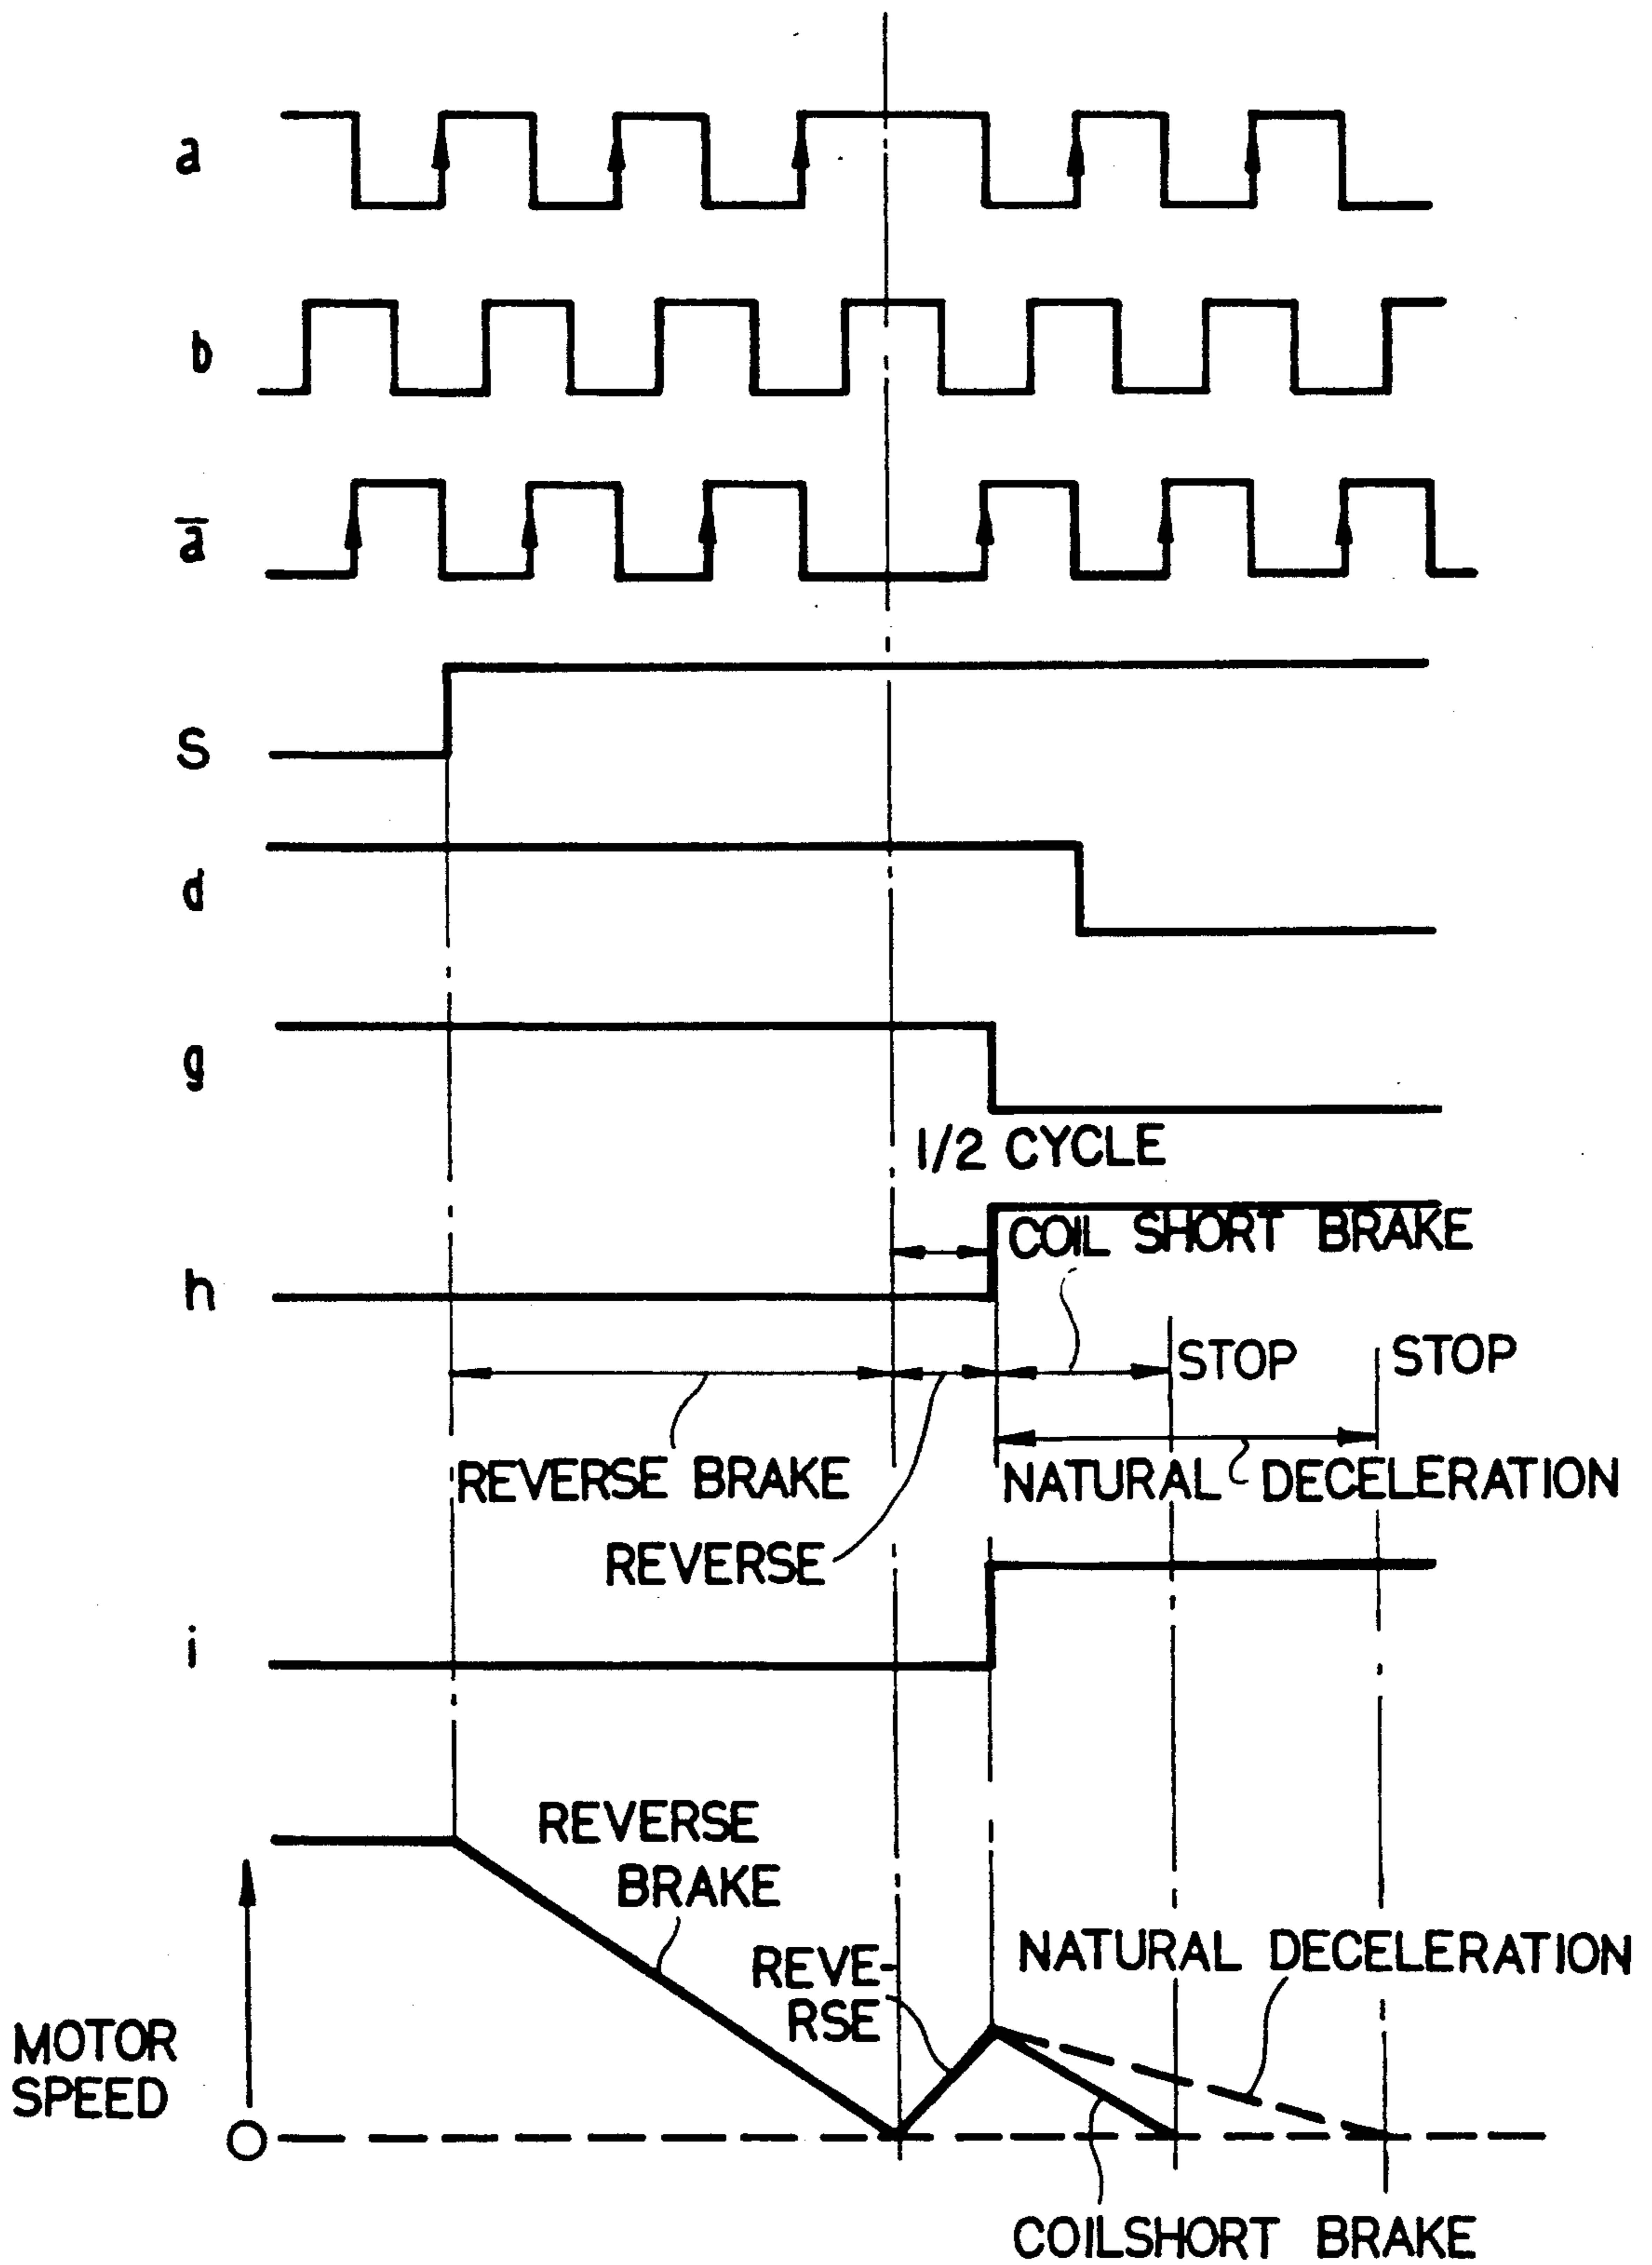 a
b
a̅
S
d
g
1/2 CYCLE
COIL SHORT BRAKE
h
STOP
STOP
REVERSE BRAKE
NATURAL DECELERATION
REVERSE
i
REVERSE
BRAKE
REVE-
RSE
NATURAL DECELERATION
MOTOR
SPEED
O
COILSHORT BRAKE